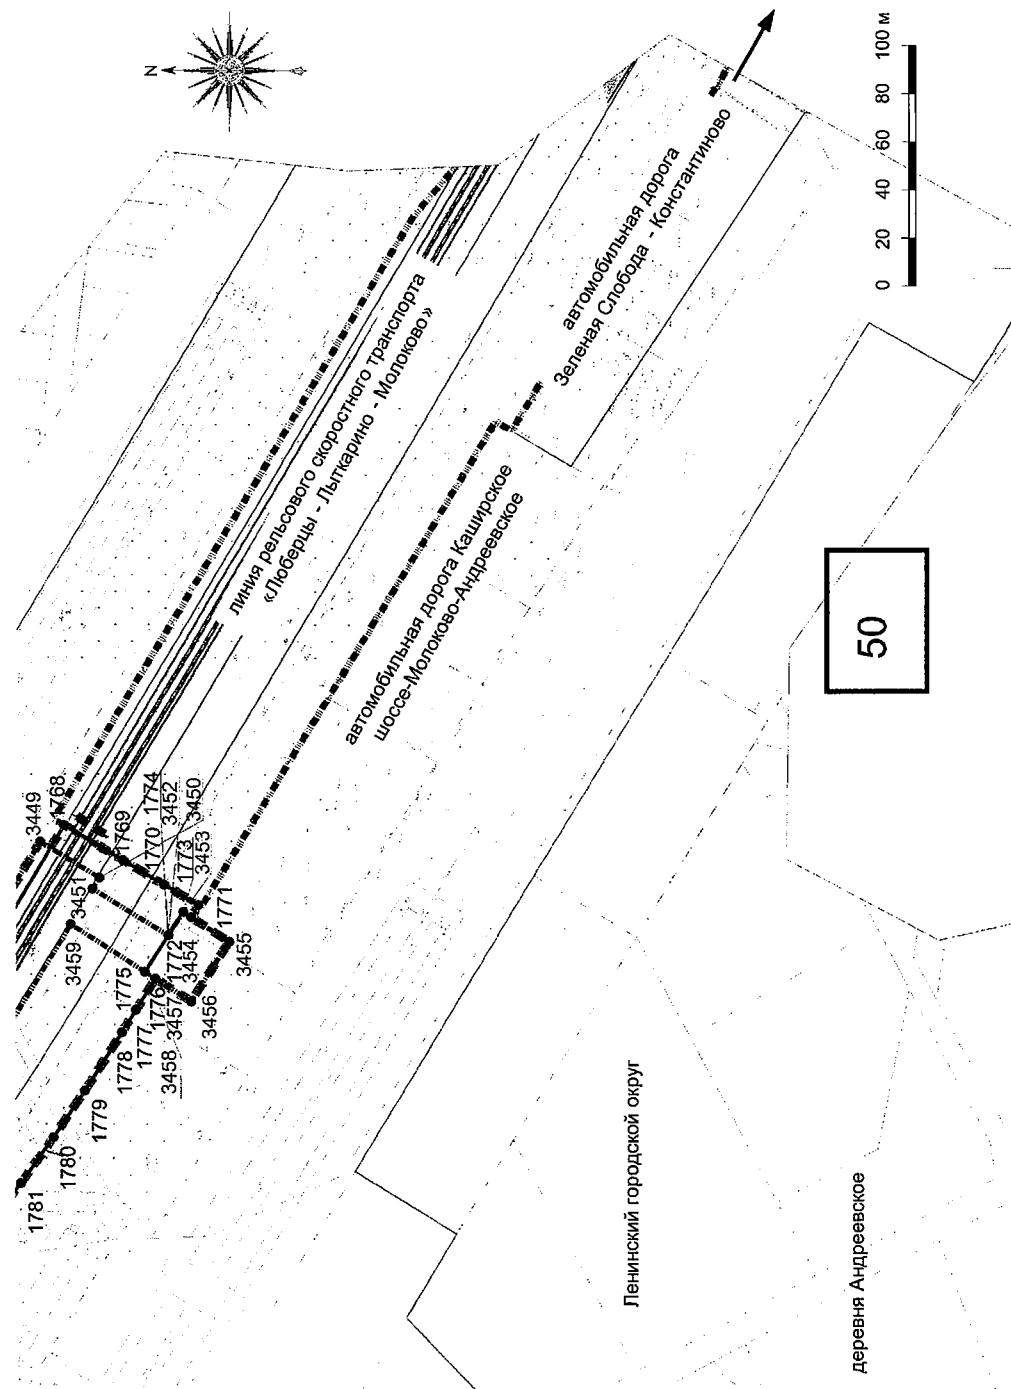 N
3449
1768
1769
1770
1774
3452
3450
1773
3453
1771
3451
3459
1772
3454
3455
1775
1776
3457
3456
1777
3458
1778
1779
1780
1781
линия рельсового скоростного транспорта
«Люберцы - Лыткарино - Молоково»
автомобильная дорога Каширское
шоссе-Молоково-Андреевское
автомобильная дорога
Зеленая Слобода - Константиново
0 20 40 60 80 100 м
50
Ленинский городской округ
деревня Андреевское